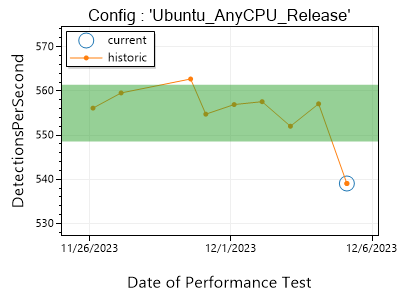 Config : 'Ubuntu_AnyCPU_Release'
current
historic
DetectionsPerSecond
570
560
550
540
530
11/26/2023
12/1/2023
12/6/2023
Date of Performance Test